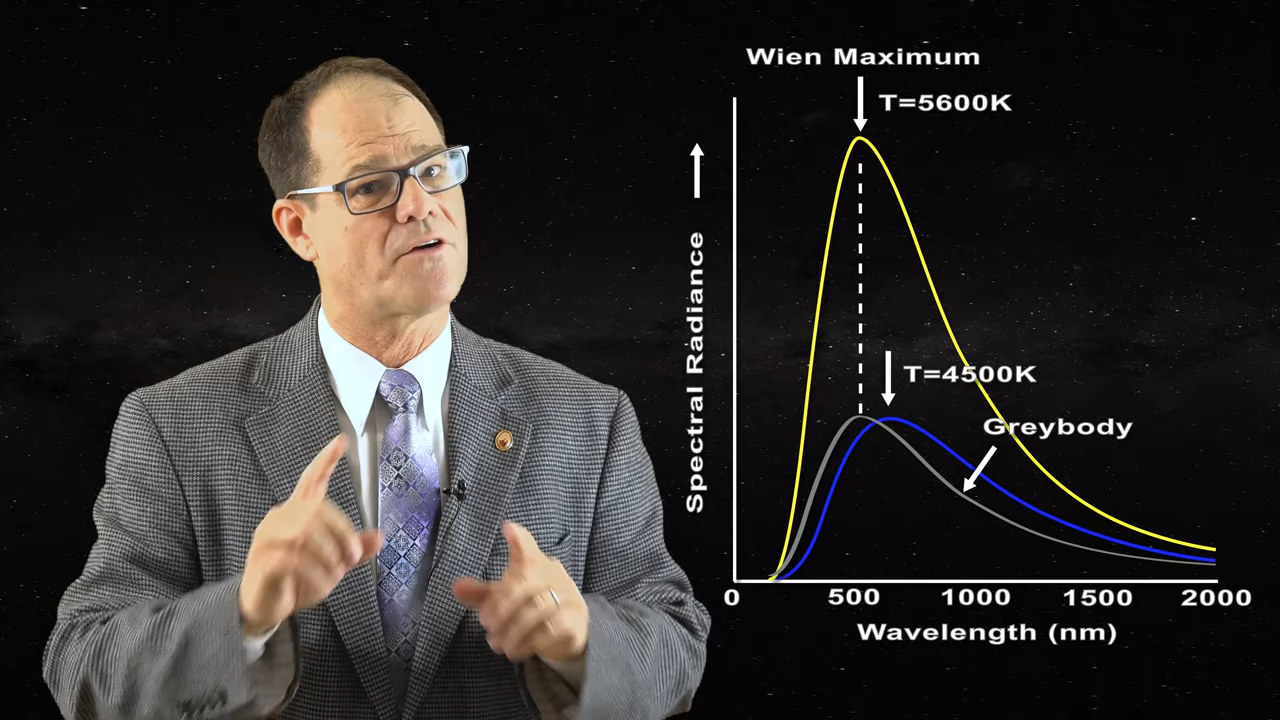 Wien Maximum
T=5600K
Spectral Radiance
T=4500K
Greybody
0 500 1000 1500 2000
Wavelength (nm)